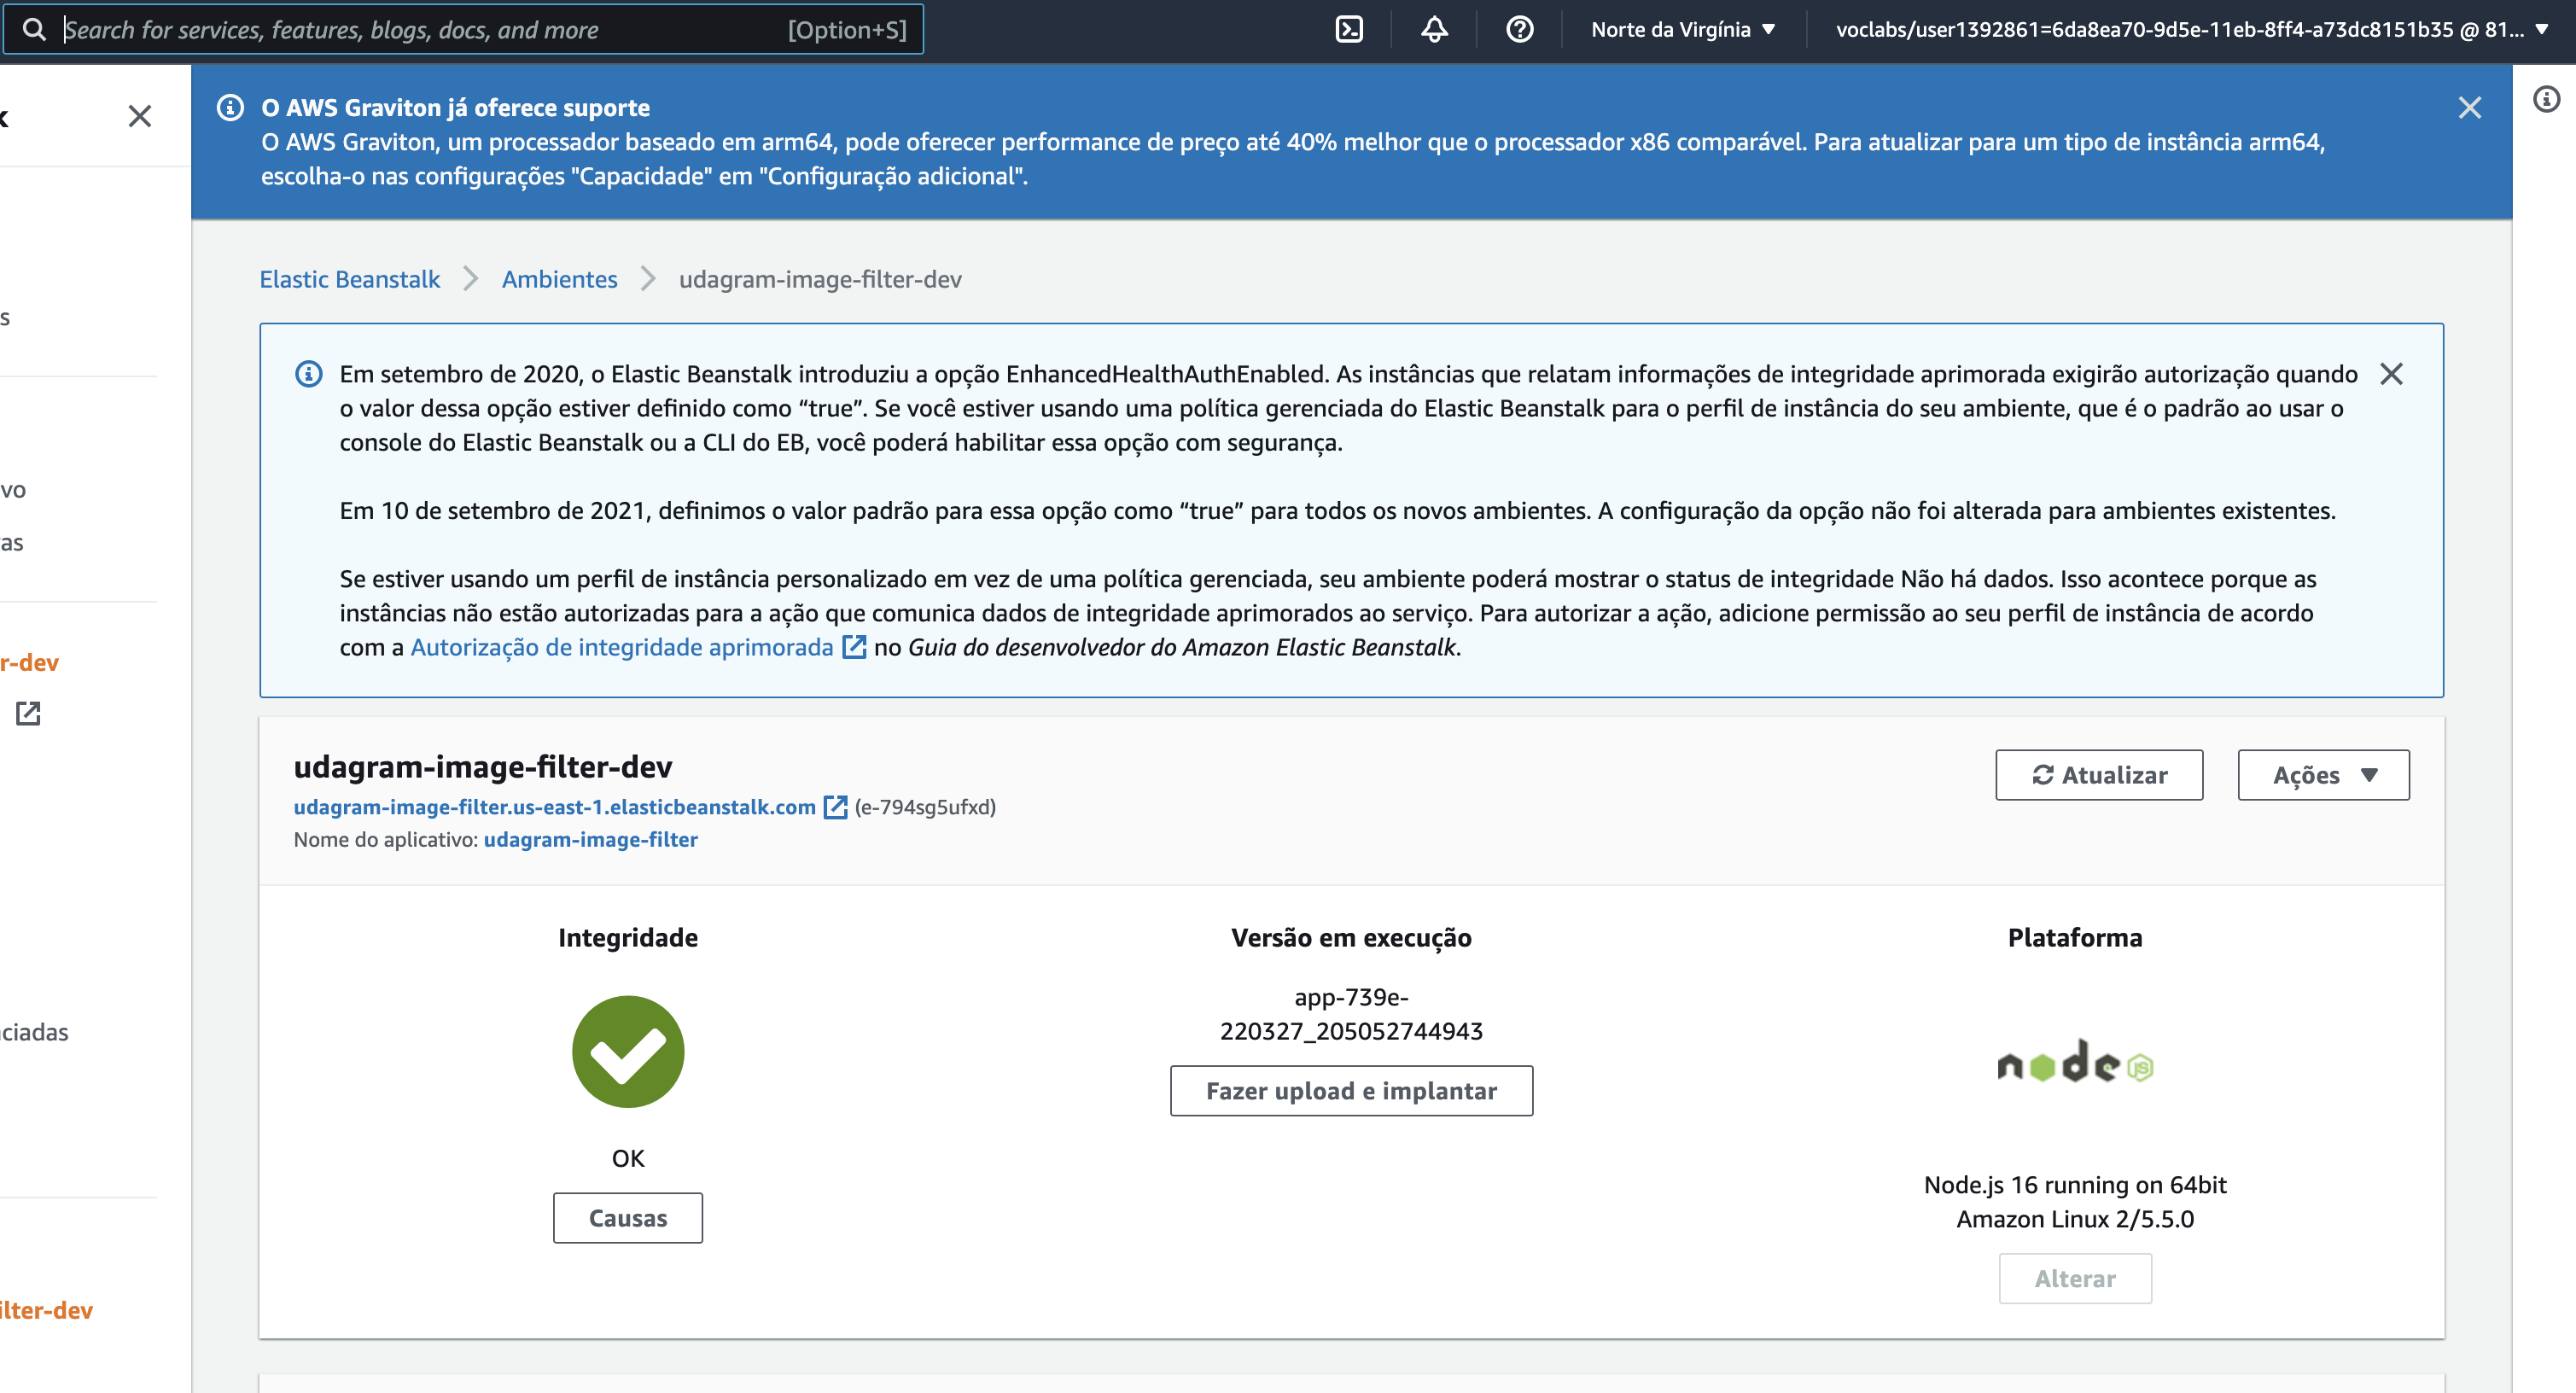 Search for services, features, blogs, docs, and more [Option+S] Norte da Virgínia voclabs/user1392861=6da8ea70-9d5e-11eb-8ff4-a73dc8151b35 @ 81...
k
s
vo
as
r-dev
ciadas
ilter-dev
O AWS Graviton já oferece suporte
O AWS Graviton, um processador baseado em arm64, pode oferecer performance de preço até 40% melhor que o processador x86 comparável. Para atualizar para um tipo de instância arm64,
escolha-o nas configurações "Capacidade" em "Configuração adicional".
Elastic Beanstalk Ambientes udagram-image-filter-dev
Em setembro de 2020, o Elastic Beanstalk introduziu a opção EnhancedHealthAuthEnabled. As instâncias que relatam informações de integridade aprimorada exigirão autorização quando
o valor dessa opção estiver definido como “true”. Se você estiver usando uma política gerenciada do Elastic Beanstalk para o perfil de instância do seu ambiente, que é o padrão ao usar o
console do Elastic Beanstalk ou a CLI do EB, você poderá habilitar essa opção com segurança.
Em 10 de setembro de 2021, definimos o valor padrão para essa opção como “true” para todos os novos ambientes. A configuração da opção não foi alterada para ambientes existentes.
Se estiver usando um perfil de instância personalizado em vez de uma política gerenciada, seu ambiente poderá mostrar o status de integridade Não há dados. Isso acontece porque as
instâncias não estão autorizadas para a ação que comunica dados de integridade aprimorados ao serviço. Para autorizar a ação, adicione permissão ao seu perfil de instância de acordo
com a Autorização de integridade aprimorada no Guia do desenvolvedor do Amazon Elastic Beanstalk.
udagram-image-filter-dev
udagram-image-filter.us-east-1.elasticbeanstalk.com (e-794sg5ufxd)
Nome do aplicativo: udagram-image-filter
Atualizar
Ações
Integridade
OK
Causas
Versão em execução
app-739e-
220327_205052744943
Fazer upload e implantar
Plataforma
node JS
Node.js 16 running on 64bit
Amazon Linux 2/5.5.0
Alterar